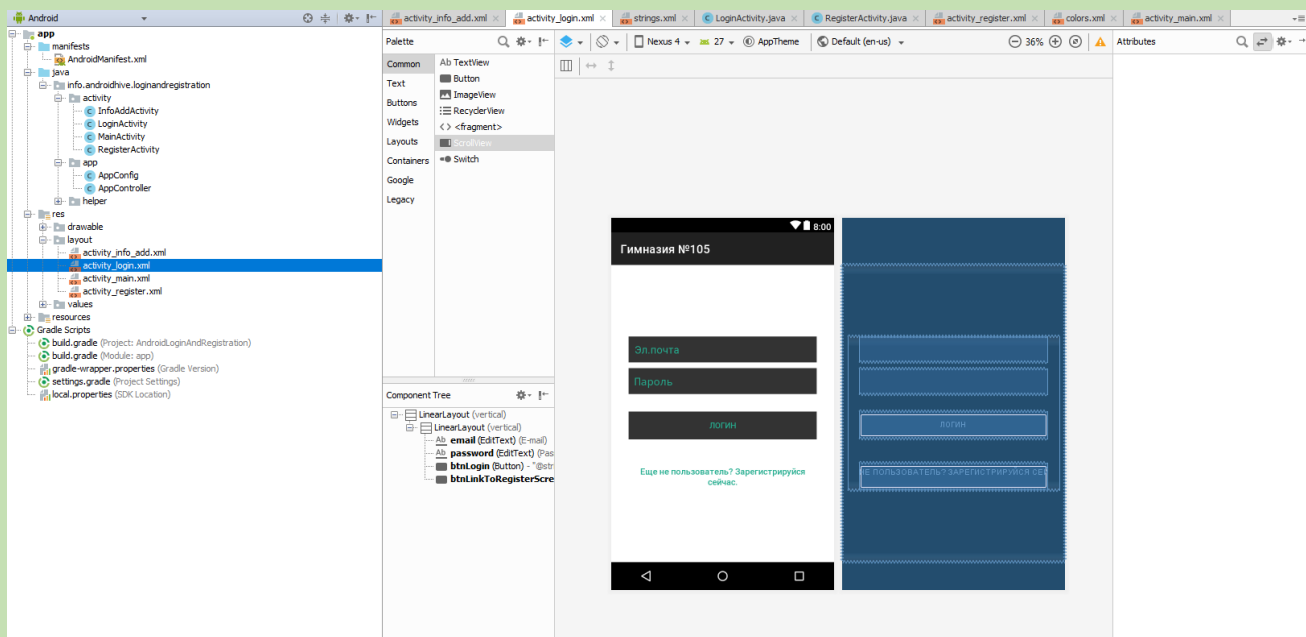 Android
activity_info_add.xml
activity_login.xml
strings.xml
LoginActivity.java
RegisterActivity.java
activity_register.xml
colors.xml
activity_main.xml
app
manifests
AndroidManifest.xml
java
info.androidhive.loginandregistration
activity
InfoAddActivity
LoginActivity
MainActivity
RegisterActivity
app
AppConfig
AppController
helper
res
drawable
layout
activity_info_add.xml
activity_login.xml
activity_main.xml
activity_register.xml
values
resources
Gradle Scripts
build.gradle (Project: AndroidLoginAndRegistration)
build.gradle (Module: app)
gradle-wrapper.properties (Gradle Version)
settings.gradle (Project Settings)
local.properties (SDK Location)
Palette
Common
Text
Buttons
Widgets
Layouts
Containers
Google
Legacy
Ab TextView
Button
ImageView
RecyclerView
<> <fragment>
ScrollView
Switch
Component Tree
LinearLayout (vertical)
LinearLayout (vertical)
Ab email (EditText) (E-mail)
Ab password (EditText) (Pas
btnLogin (Button) - "@str
btnLinkToRegisterScre
Nexus 4
27
AppTheme
Default (en-us)
36%
Attributes
8:00
Гимназия №105
Эл.почта
Пароль
ЛОГИН
Еще не пользователь? Зарегистрируйся
сейчас.
ЛОГИН
НЕ ПОЛЬЗОВАТЕЛЬ? ЗАРЕГИСТРИРУЙСЯ СЕЙ